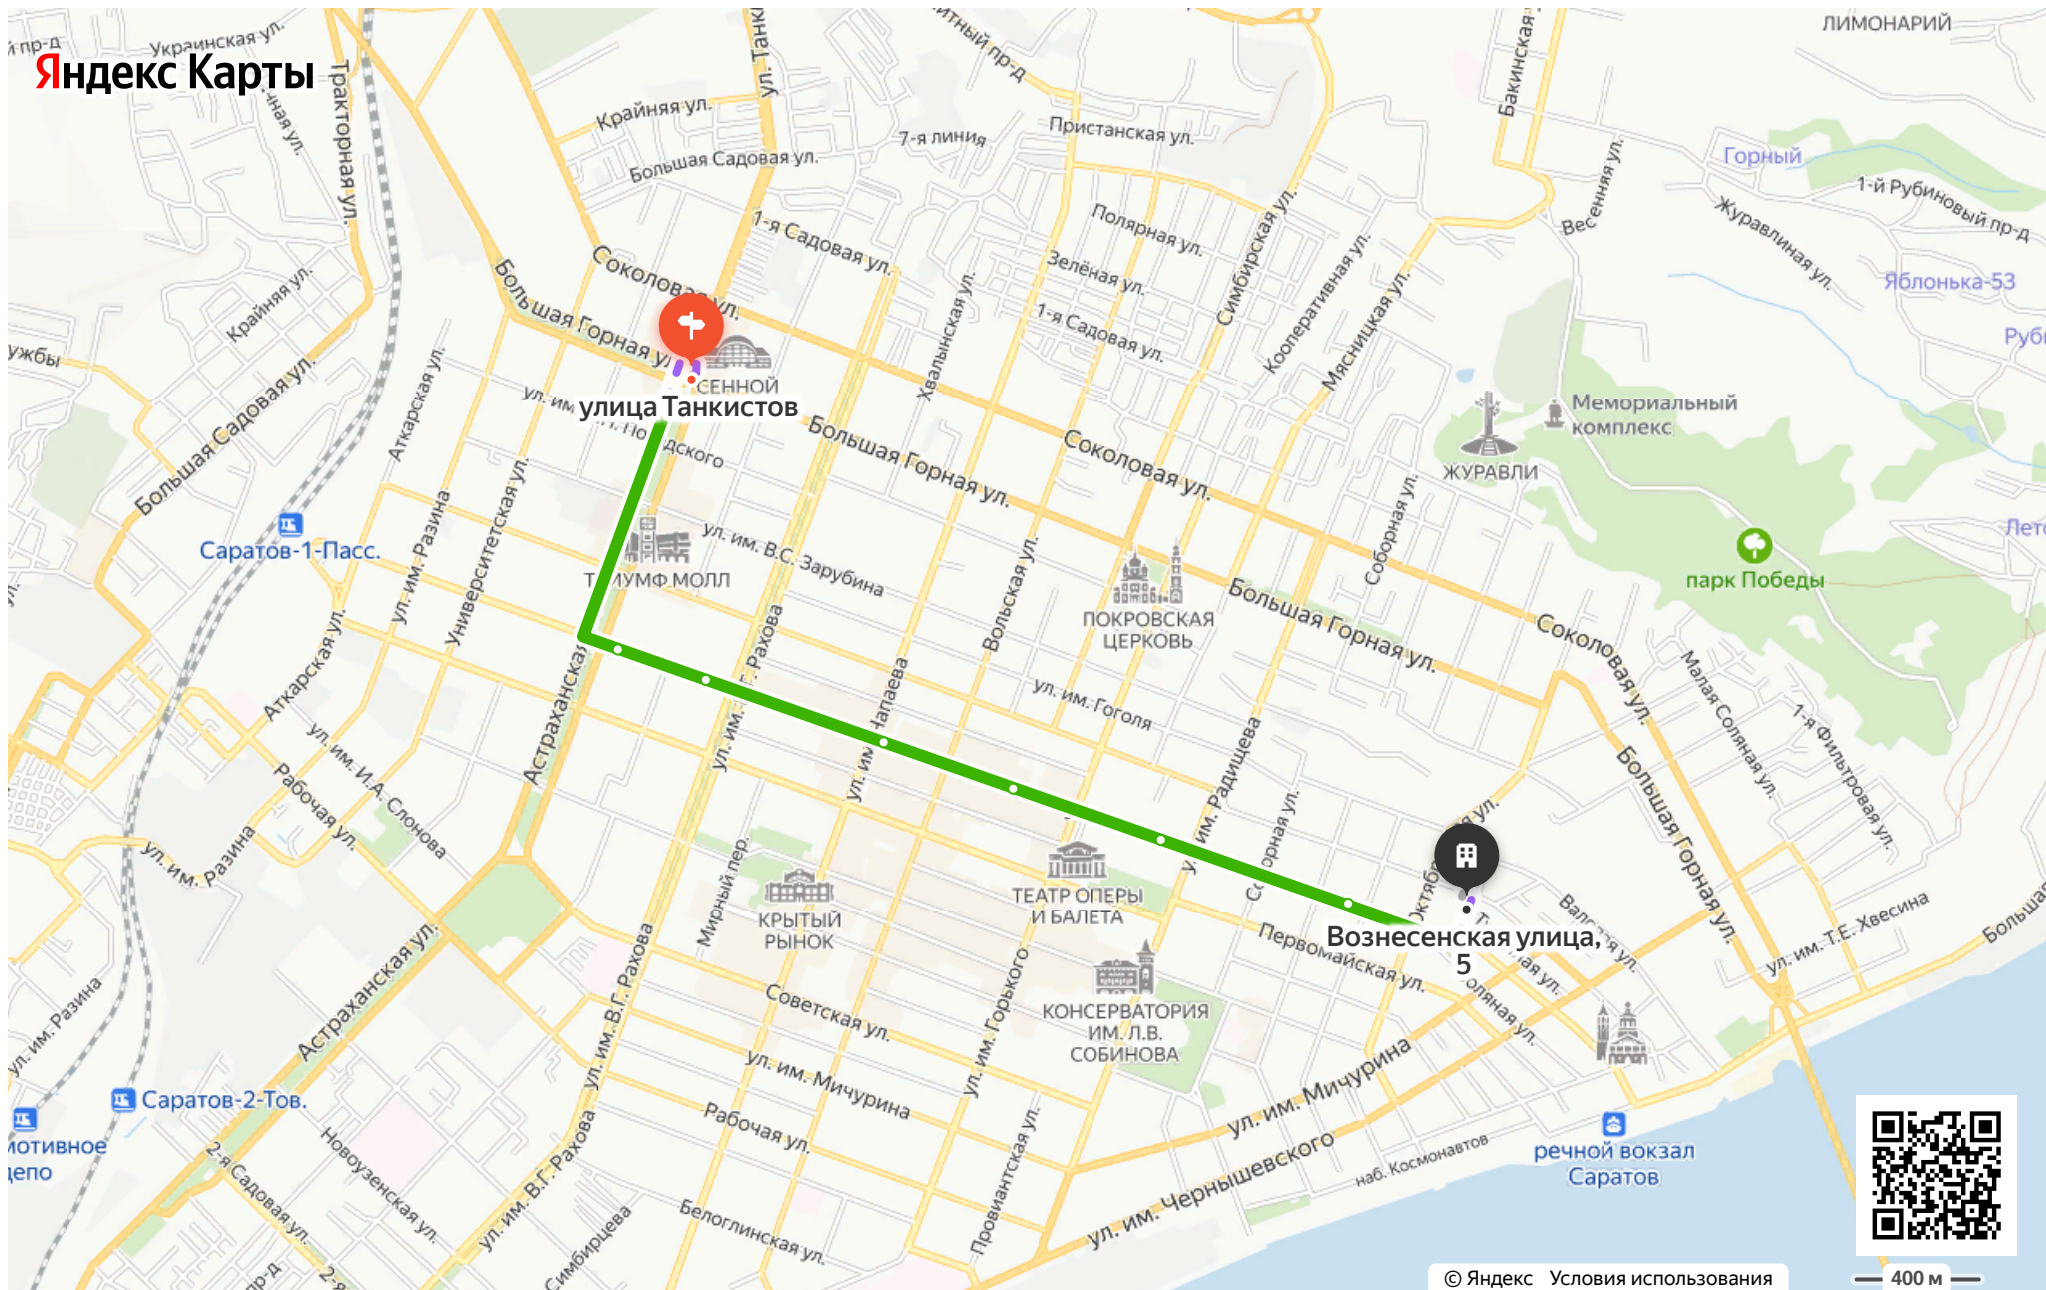 ЛИМОНАРИЙ
Украинская ул.
Яндекс Карты
Тракторная ул.
ул. Танк
Бакинская
Крайняя ул.
7-я линия
Пристанская ул.
Большая Садовая ул.
Горный
1-й Рубиновый пр-д
Весенняя ул.
Журавлиная ул.
1-я Садовая ул.
Полярная ул.
Симбирская ул.
Соколовая ул.
Большая Горная ул.
Зелёная ул.
Кооперативная ул.
Мясницкая ул.
Яблонька-53
Крайняя ул.
Хвалынская ул.
1-я Садовая ул.
Большая Садовая ул.
Аткарская ул.
СЕННОЙ
улица Танкистов
Мемориальный
комплекс
Большая Горная ул.
Соколовая ул.
ЖУРАВЛИ
Соборная ул.
ул. им. Разина
Университетская ул.
Саратов-1-Пасс.
ул. им. В.С. Зарубина
Вольская ул.
парк Победы
ТРИУМФ МОЛЛ
ПОКРОВСКАЯ
ЦЕРКОВЬ
Большая Горная ул.
Соколовая ул.
Аткарская ул.
Малая Соляная ул.
1-я Фильтровая ул.
ул. им. Гоголя
ул. им. Радищева
Астраханская
ул. им. И.А. Слонова
Рабочая ул.
ул. им. Разина
Большая Горная ул.
Мирный пер.
КРЫТЫЙ
РЫНОК
ТЕАТР ОПЕРЫ
И БАЛЕТА
Вознесенская улица,
5
Первомайская ул.
ул. им. Т.Е. Хвесина
Астраханская ул.
ул. им. В.Г. Рахова
Советская ул.
ул. им. Горького
КОНСЕРВАТОРИЯ
ИМ. Л.В.
СОБИНОВА
ул. им. Разина
ул. им. Мичурина
ул. им. Мичурина
Саратов-2-Тов.
Рабочая ул.
Провиантская ул.
ул. им. Чернышевского
наб. Космонавтов
речной вокзал
Саратов
2-я Садовая ул.
Новоузенская ул.
ул. им. В.Г. Рахова
Белоглинская ул.
Симбирцева
© Яндекс Условия использования
400 м